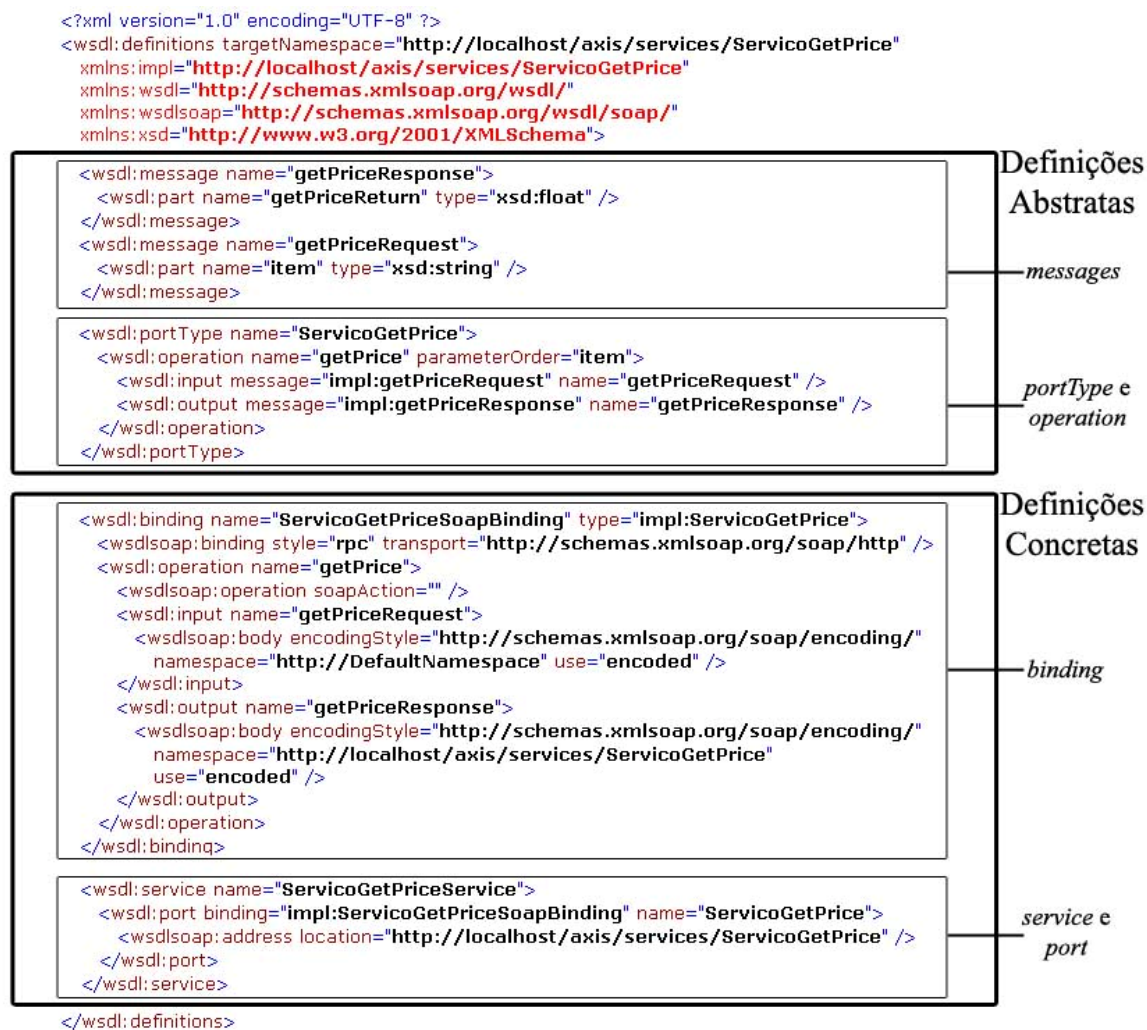 <?xml version="1.0" encoding="UTF-8" ?>
<wsdl:definitions targetNamespace="http://localhost/axis/services/ServicoGetPrice"
xmlns:impl="http://localhost/axis/services/ServicoGetPrice"
xmlns:wsdl="http://schemas.xmlsoap.org/wsdl/"
xmlns:wsdlsoap="http://schemas.xmlsoap.org/wsdl/soap/"
xmlns:xsd="http://www.w3.org/2001/XMLSchema">
Definições
Abstratas
<wsdl:message name="getPriceResponse">
<wsdl:part name="getPriceReturn" type="xsd:float" />
</wsdl:message>
<wsdl:message name="getPriceRequest">
<wsdl:part name="item" type="xsd:string" />
</wsdl:message>
messages
<wsdl:portType name="ServicoGetPrice">
<wsdl:operation name="getPrice" parameterOrder="item">
<wsdl:input message="impl:getPriceRequest" name="getPriceRequest" />
<wsdl:output message="impl:getPriceResponse" name="getPriceResponse" />
</wsdl:operation>
</wsdl:portType>
portType e
operation
Definições
Concretas
<wsdl:binding name="ServicoGetPriceSoapBinding" type="impl:ServicoGetPrice">
<wsdlsoap:binding style="rpc" transport="http://schemas.xmlsoap.org/soap/http" />
<wsdl:operation name="getPrice">
<wsdlsoap:operation soapAction="" />
<wsdl:input name="getPriceRequest">
<wsdlsoap:body encodingStyle="http://schemas.xmlsoap.org/soap/encoding/"
namespace="http://DefaultNamespace" use="encoded" />
</wsdl:input>
<wsdl:output name="getPriceResponse">
<wsdlsoap:body encodingStyle="http://schemas.xmlsoap.org/soap/encoding/"
namespace="http://localhost/axis/services/ServicoGetPrice"
use="encoded" />
</wsdl:output>
</wsdl:operation>
</wsdl:binding>
binding
<wsdl:service name="ServicoGetPriceService">
<wsdl:port binding="impl:ServicoGetPriceSoapBinding" name="ServicoGetPrice">
<wsdlsoap:address location="http://localhost/axis/services/ServicoGetPrice" />
</wsdl:port>
</wsdl:service>
service e
port
</wsdl:definitions>